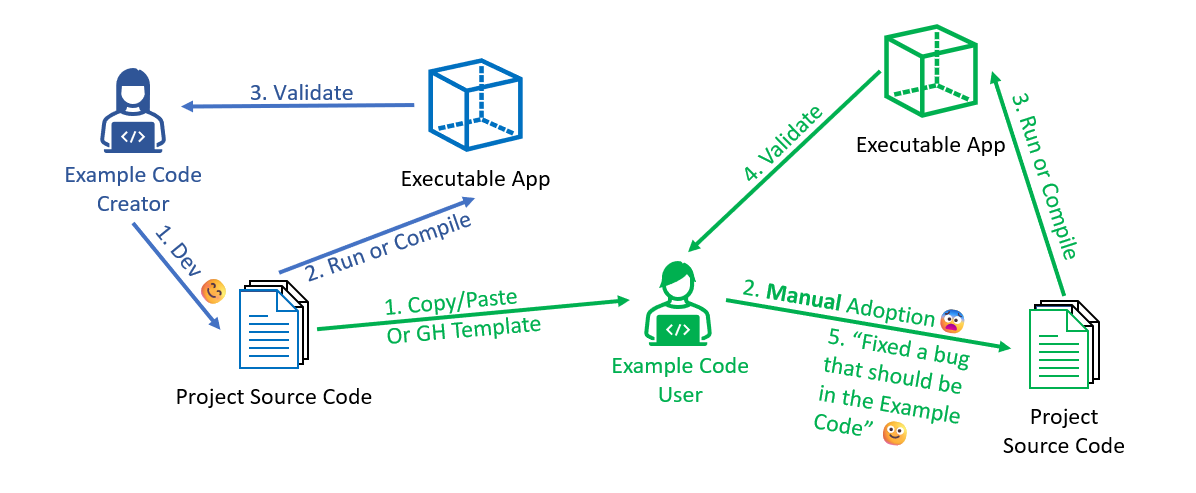 3. Validate
</>
Example Code
Creator
Executable App
1. Dev
2. Run or Compile
Project Source Code
1. Copy/Paste
Or GH Template
</>
Example Code
User
Executable App
4. Validate
3. Run or Compile
2. Manual Adoption
5. “Fixed a bug
that should be
in the Example
Code”
Project
Source Code